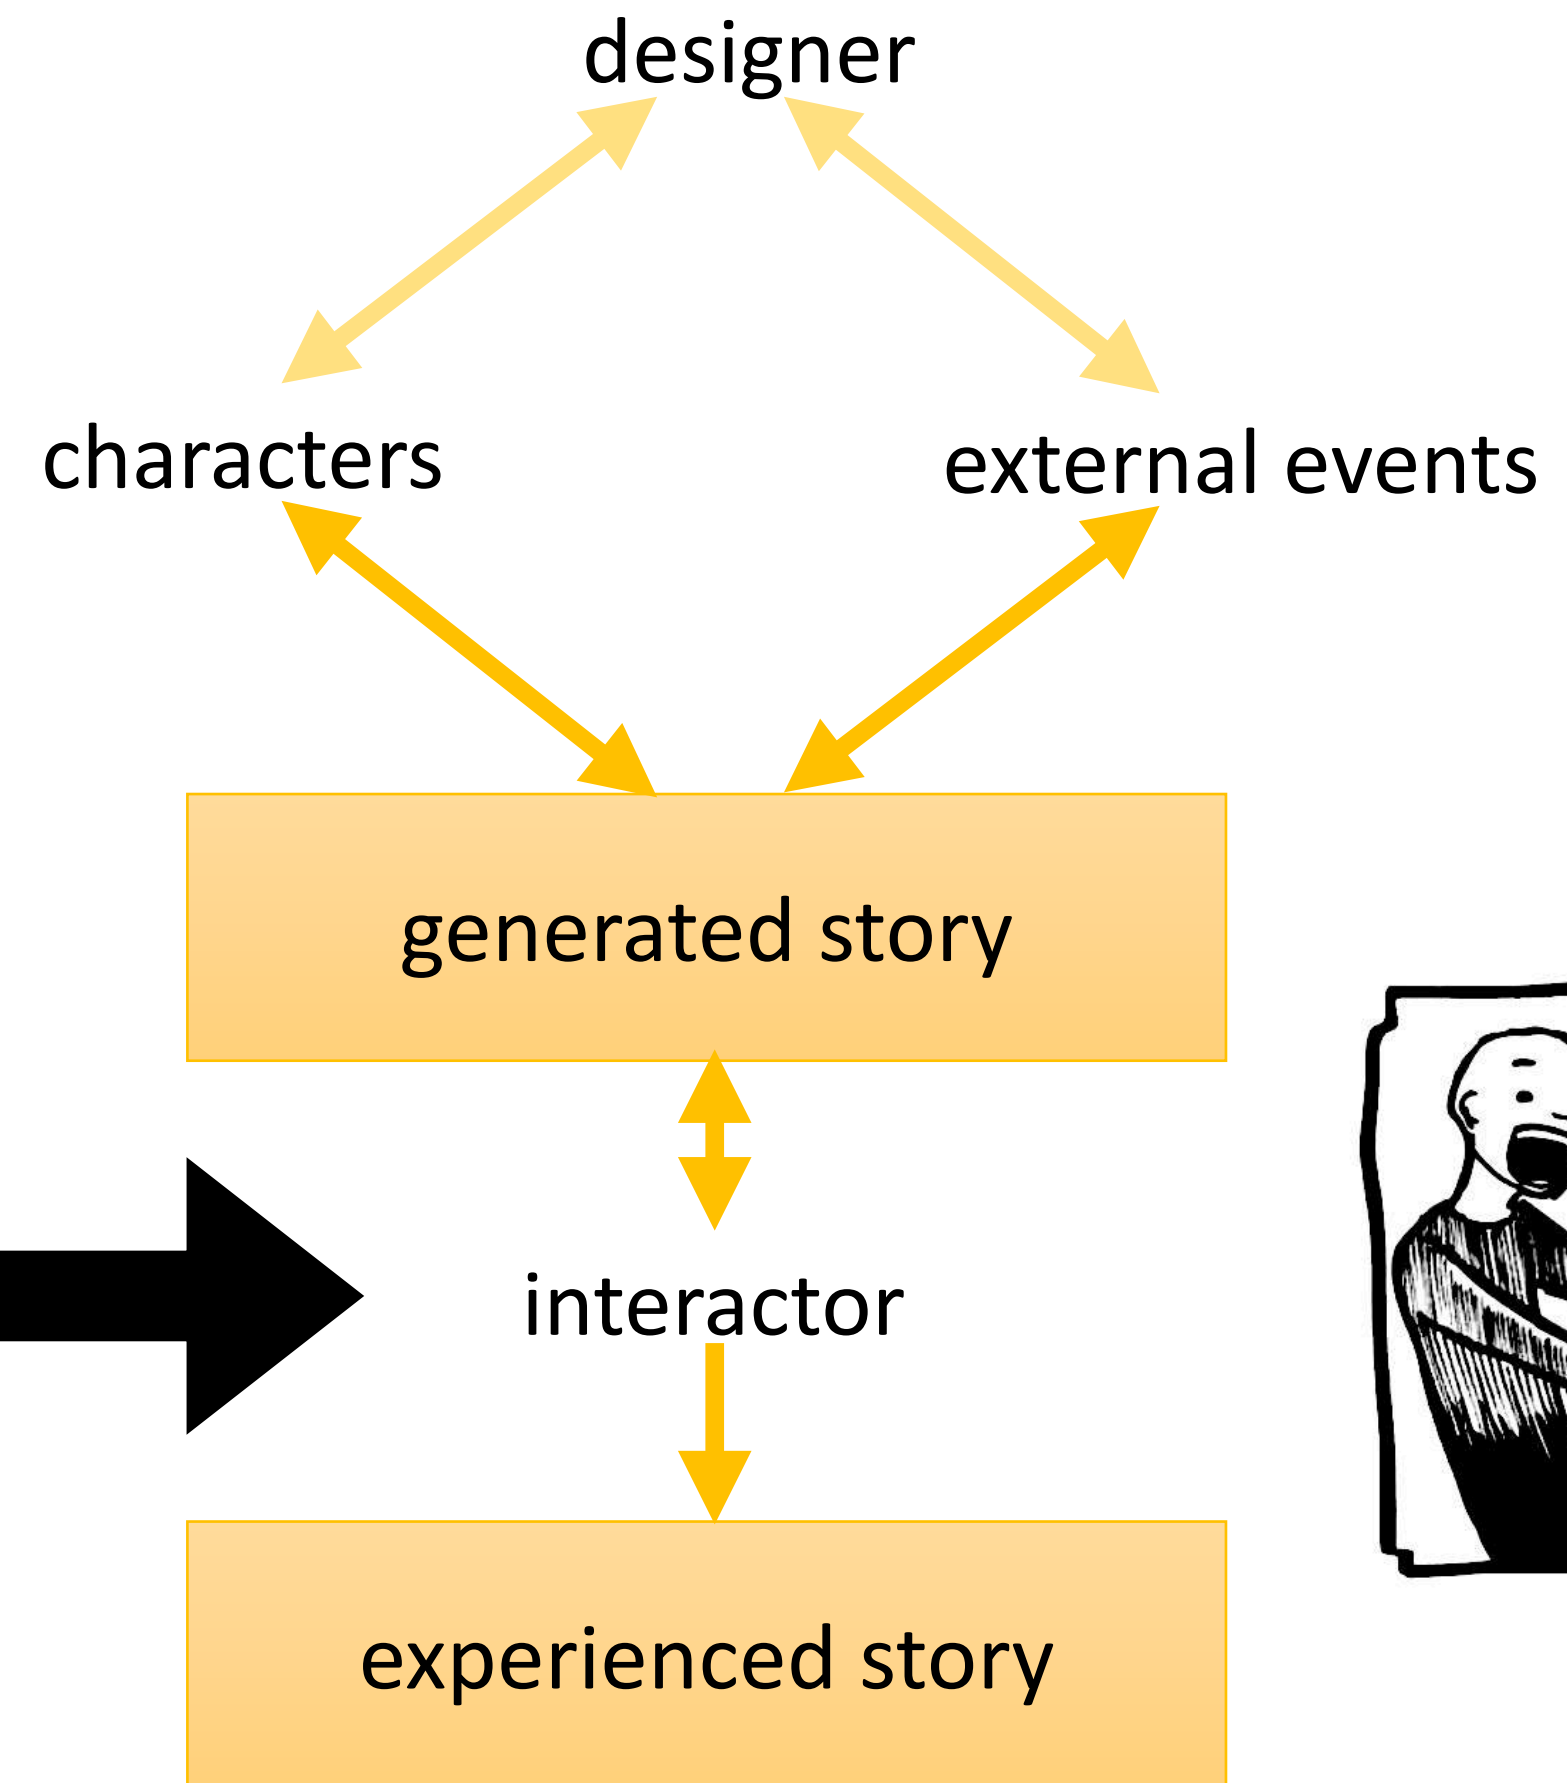 designer
characters
external events
generated story
interactor
experienced story